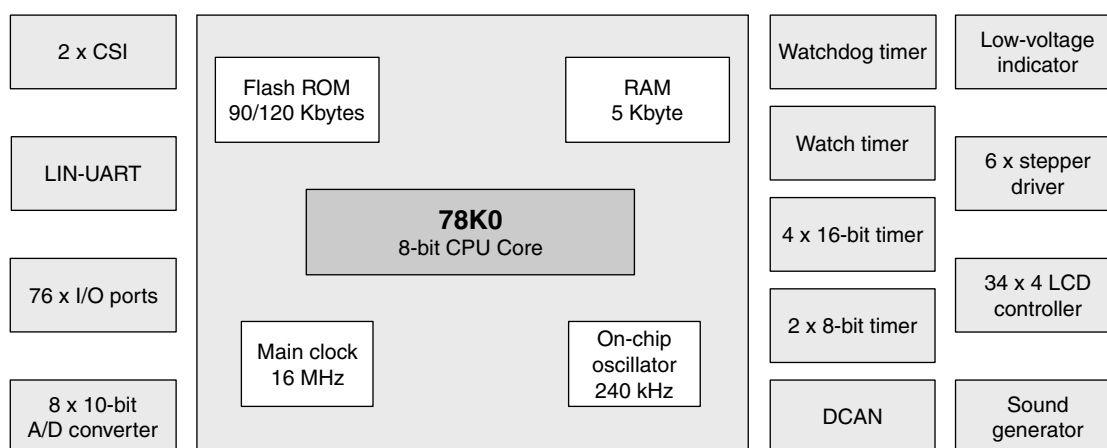 2 x CSI
LIN-UART
76 x I/O ports
8 x 10-bit
A/D converter
Flash ROM
90/120 Kbytes
RAM
5 Kbyte
78K0
8-bit CPU Core
Main clock
16 MHz
On-chip
oscillator
240 kHz
Watchdog timer
Watch timer
4 x 16-bit timer
2 x 8-bit timer
DCAN
Low-voltage
indicator
6 x stepper
driver
34 x 4 LCD
controller
Sound
generator